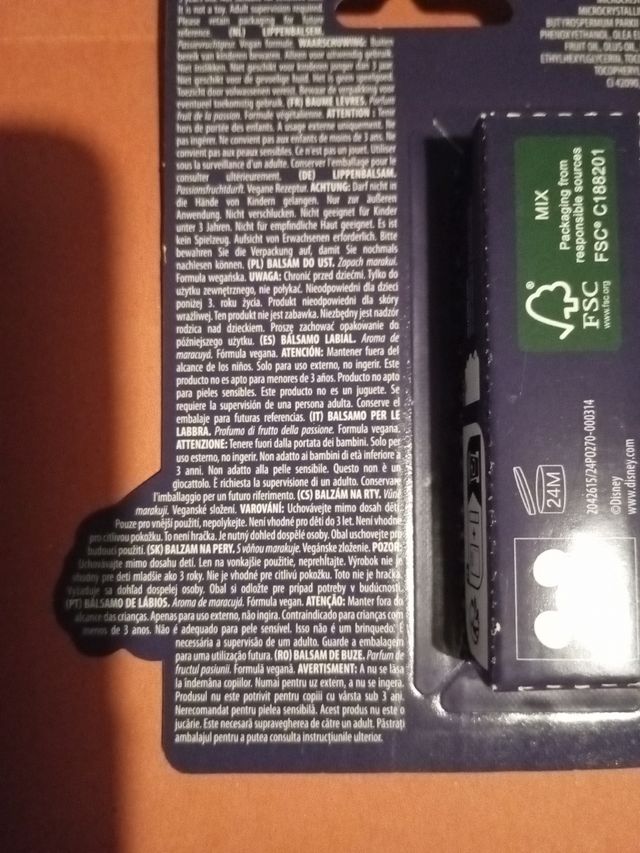 It is not a toy. Adult supervision required.
Please retain packaging for future
reference. (NL) LIPPENBALSEM.
Passievruchtgeur. Vegan formule. WAARSCHUWING: Buiten
bereik van kinderen bewaren. Alleen voor uitwendig gebruik.
Niet inslikken. Niet geschikt voor kinderen jonger dan 3 jaar.
Niet geschikt voor de gevoelige huid. Het is geen speelgoed.
toezicht door volwassenen vereist. Bewaar de verpakking voor
eventueel toekomstig gebruik. (FR) BAUME LÈVRES. Parfum
fruit de la passion. Formule végétalienne. ATTENTION : Tenir
hors de portée des enfants. À usage externe uniquement. Ne
pas ingérer. Ne convient pas aux enfants de moins de 3 ans. Ne
convient pas aux peaux sensibles. Ce n'est pas un jouet. Utiliser
sous la surveillance d'un adulte. Conserver l'emballage pour le
consulter ultérieurement. (DE) LIPPENBALSAM.
Passionsfruchtduft. Vegane Rezeptur. ACHTUNG: Darf nicht in
die Hände von Kindern gelangen. Nur zur äußeren
Anwendung. Nicht verschlucken. Nicht geeignet für Kinder
unter 3 Jahren. Nicht für empfindliche Haut geeignet. Es ist
kein Spielzeug. Aufsicht von Erwachsenen erforderlich. Bitte
bewahren Sie die Verpackung auf, damit Sie nochmals
nachlesen können. (PL) BALSAM DO UST. Zapach marakui.
Formuła wegańska. UWAGA: Chronić przed dziećmi. Tylko do
użytku zewnętrznego, nie połykać. Nieodpowiedni dla dzieci
poniżej 3. roku życia. Produkt nieodpowiedni dla skóry
wrażliwej. Ten produkt nie jest zabawka. Niezbędny jest nadzór
rodzica nad dzieckiem. Proszę zachować opakowanie do
późniejszego użytku. (ES) BÁLSAMO LABIAL. Aroma de
maracuyá. Fórmula vegana. ATENCIÓN: Mantener fuera del
alcance de los niños. Solo para uso externo, no ingerir. Este
producto no es apto para menores de 3 años. Producto no apto
para pieles sensibles. Este producto no es un juguete. Se
requiere la supervisión de una persona adulta. Conserve el
embalaje para futuras referencias. (IT) BALSAMO PER LE
LABBRA. Profumo di frutto della passione. Formula vegana.
ATTENZIONE: Tenere fuori dalla portata dei bambini. Solo per
uso esterno, no ingerir. Non adatto ai bambini di età inferiore a
3 anni. Non adatto alla pelle sensibile. Questo non è un
giocattolo. È richiesta la supervisione di un adulto. Conservare
l'imballaggio per un futuro riferimento. (CS) BALZÁM NA RTY. Vůně
marakuji. Veganské složení. VAROVÁNÍ: Uchovávejte mimo dosah dětí.
Pouze pro vnější použití, nepolykejte. Není vhodné pro děti do 3 let. Není vhodné
pro citlivou pokožku. To není hračka. Je nutný dohled dospělé osoby. Obal uschovejte pro
budoucí použití. (SK) BALZAM NA PERY. S vôňou marakuje. Vegánske zloženie. POZOR:
Uchovávajte mimo dosahu detí. Len na vonkajšie použitie, neprehĺtajte. Výrobok nie je
vhodný pre deti mladšie ako 3 roky. Nie je vhodné pre citlivú pokožku. Toto nie je hračka.
Vyžaduje sa dohľad dospelej osoby. Obal si odložte pre prípad potreby v budúcnosti.
(PT) BÁLSAMO DE LÁBIOS. Aroma de maracujá. Fórmula vegan. ATENÇÃO: Manter fora do
alcance das crianças. Apenas para uso externo, não ingira. Contraindicado para crianças com
menos de 3 anos. Não é adequado para pele sensível. Isso não é um brinquedo. É
necessária a supervisão de um adulto. Guarde a embalagem
para uma utilização futura. (RO) BALSAM DE BUZE. Parfum de
fructul pasiunii. Formulă vegană. AVERTISMENT: A nu se lăsa
la îndemâna copiilor. Numai pentru uz extern, a nu se ingera.
Produsul nu este potrivit pentru copiii cu vârsta sub 3 ani.
Nerecomandat pentru pielea sensibilă. Acest produs nu este o
jucărie. Este necesară supravegherea de către un adult. Păstrați
ambalajul pentru a putea consulta instrucțiunile ulterior.
MICROCRYSTALLI
BUTYROSPERMUM PARKI
PHENOXYETHANOL, OLEA EU
FRUIT OIL, OLUS OIL
ETHYLHEXYLGLYCERIN, TOCO
TOCOPHER
CI 42090
MIX
Packaging from
responsible sources
FSC® C188201
FSC
www.fsc.org
24M
2042615/24P0270-000314
©Disney
www.disney.com